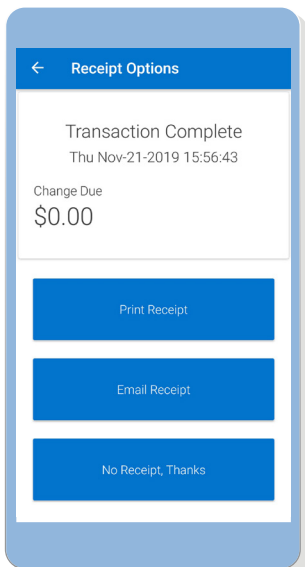 Receipt Options
Transaction Complete
Thu Nov-21-2019 15:56:43
Change Due
$0.00
Print Receipt
Email Receipt
No Receipt, Thanks